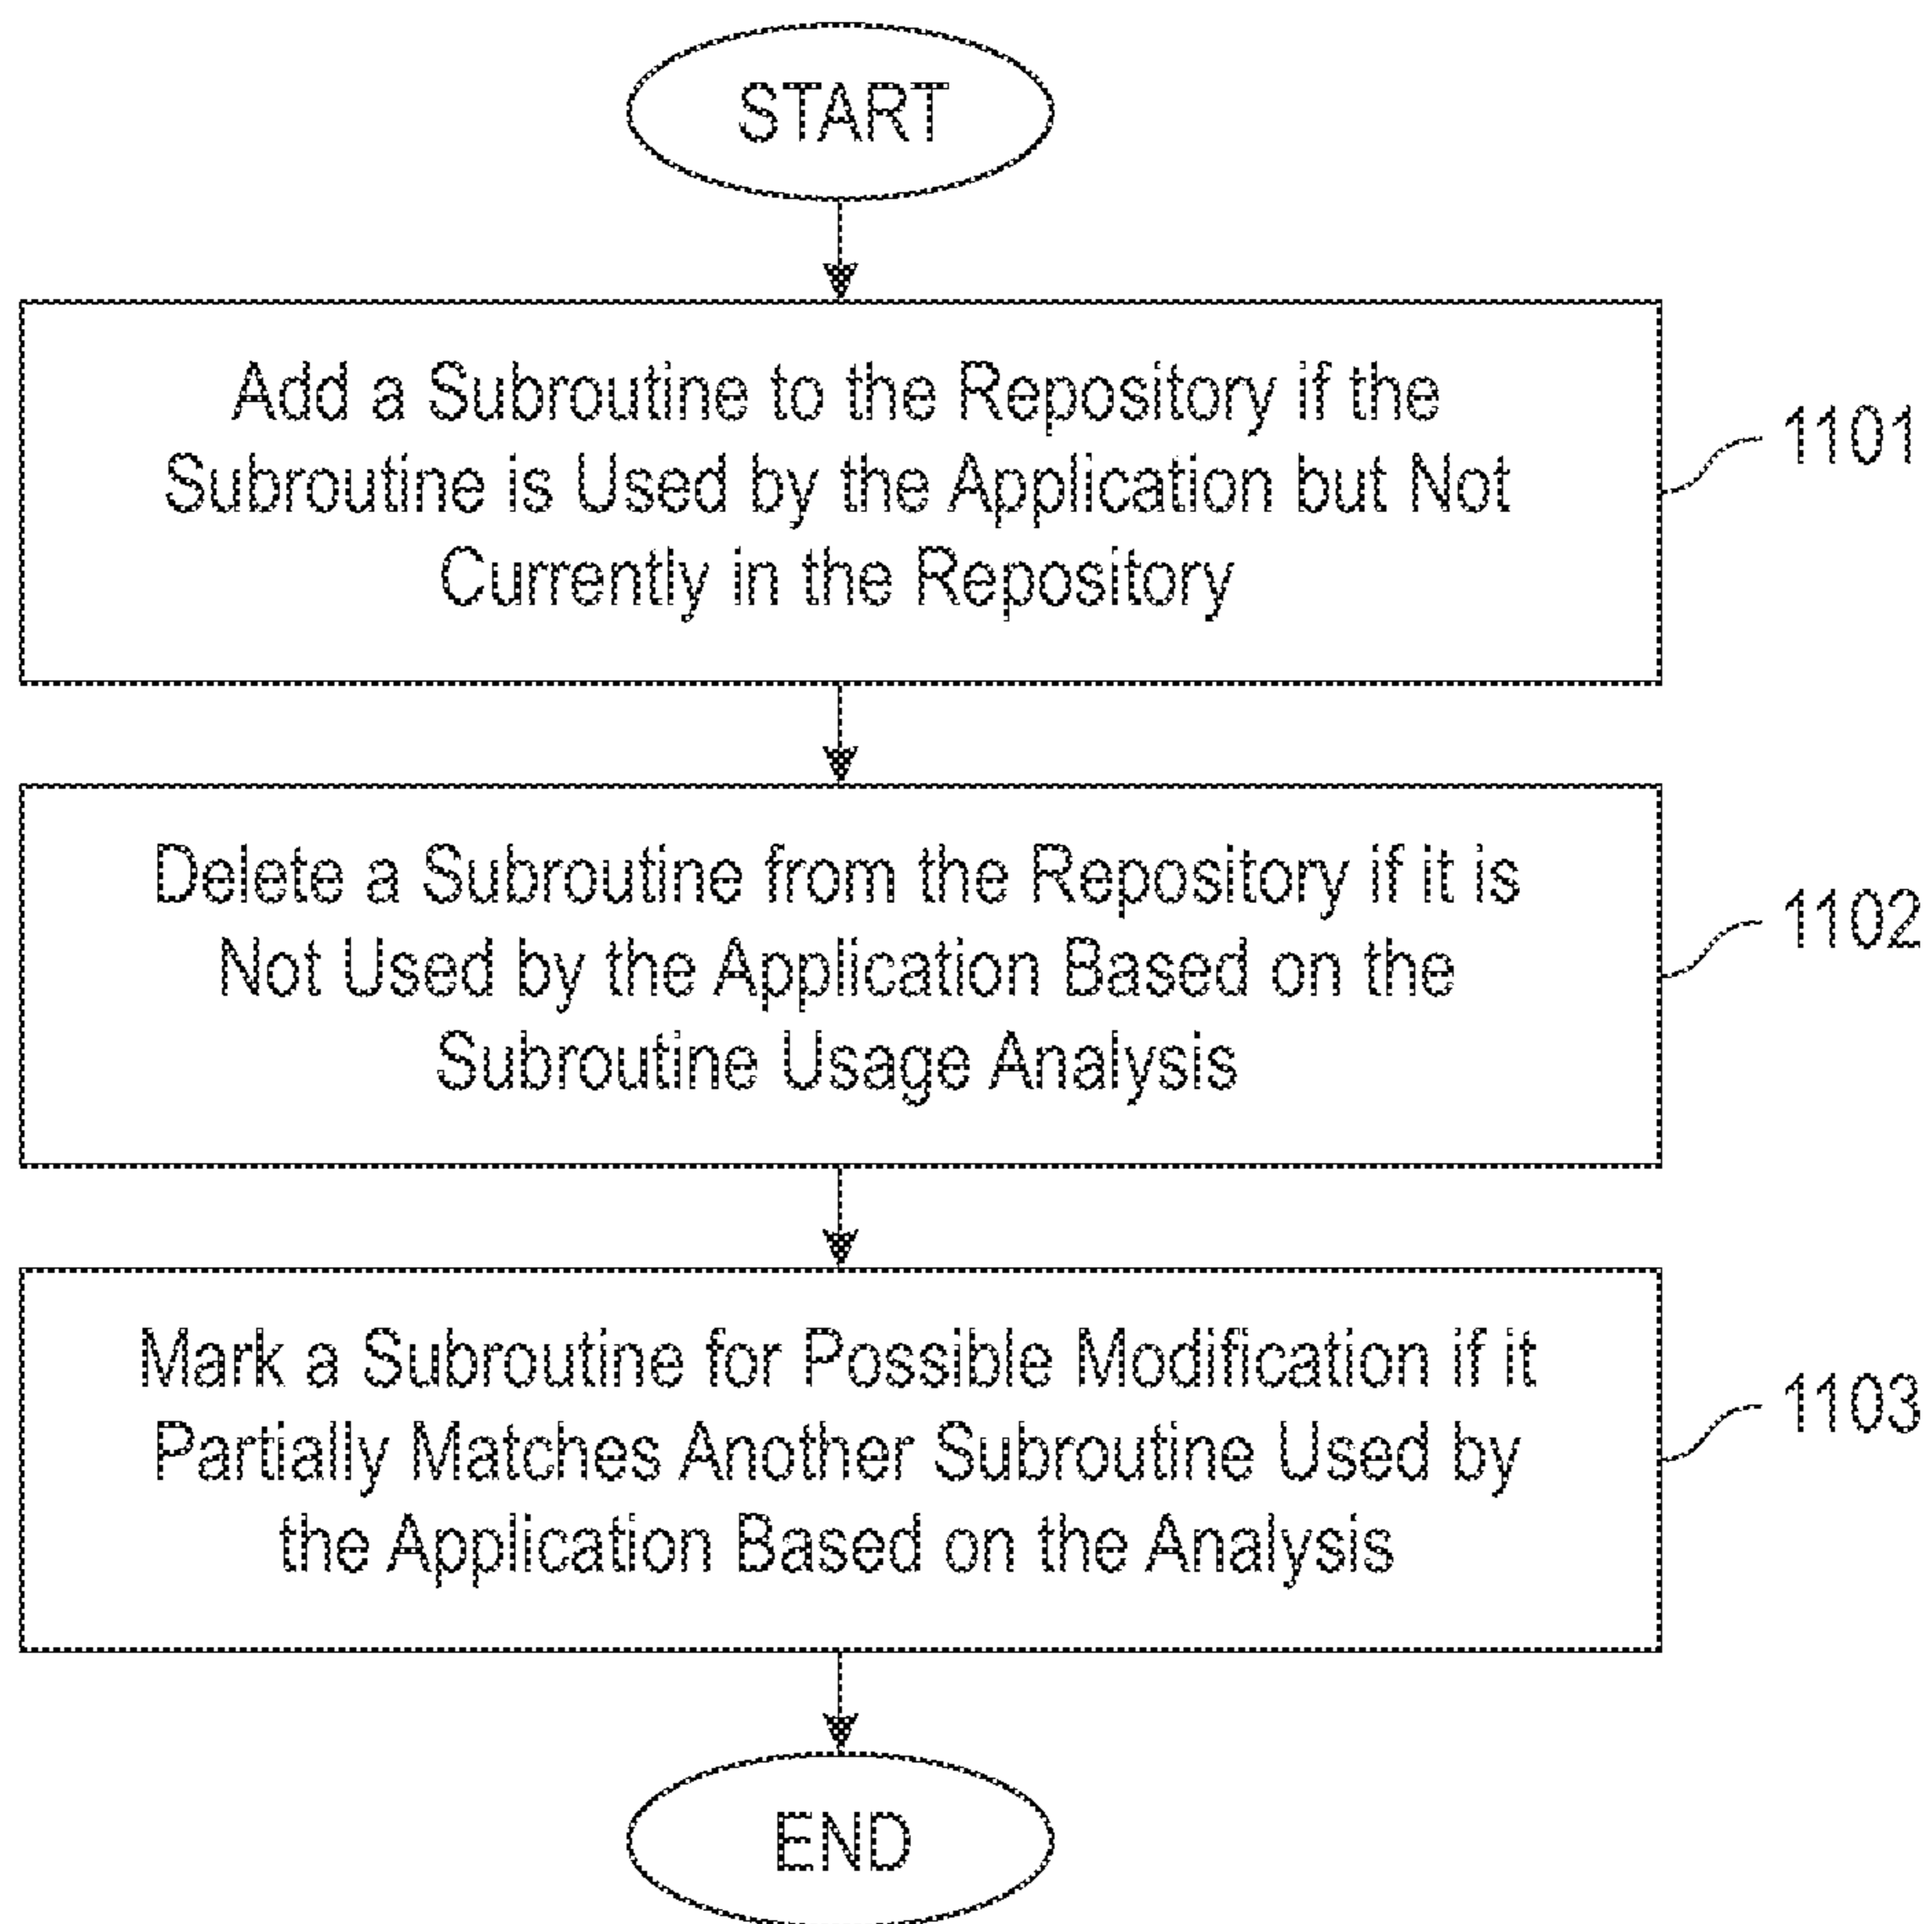 START
Add a Subroutine to the Repository if the
Subroutine is Used by the Application but Not
Currently in the Repository
1101
Delete a Subroutine from the Repository if it is
Not Used by the Application Based on the
Subroutine Usage Analysis
1102
Mark a Subroutine for Possible Modification if it
Partially Matches Another Subroutine Used by
the Application Based on the Analysis
1103
END